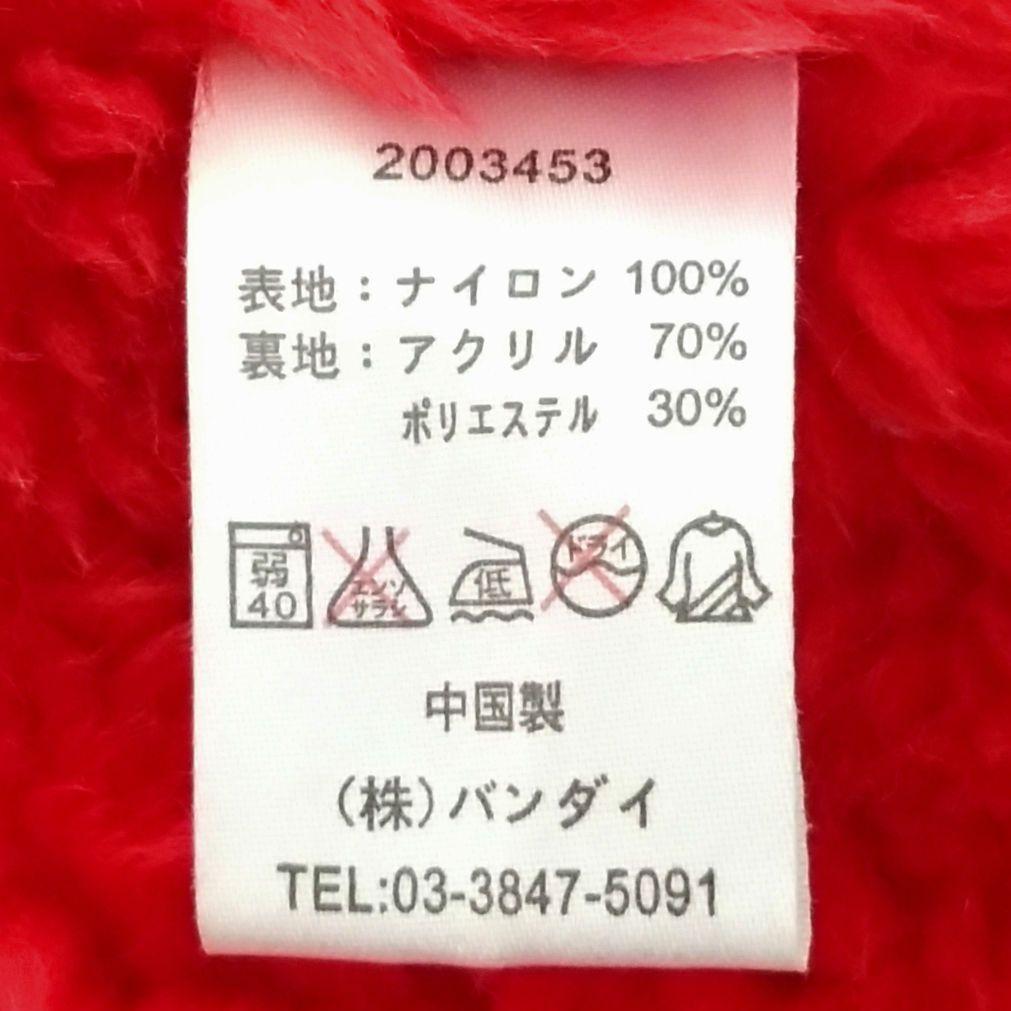 2003453
表地：ナイロン 100%
裏地：アクリル 70%
ポリエステル 30%
弱 40 エンソサラシ 低 ドライ
中国製
(株)バンダイ
TEL:03-3847-5091